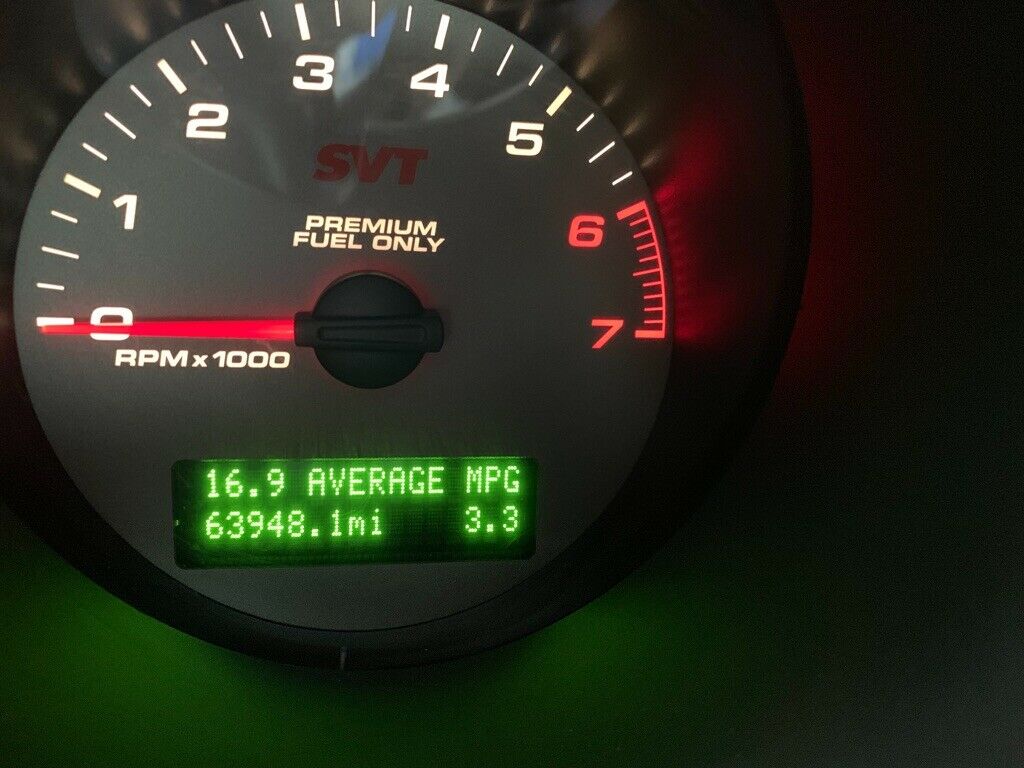 3
4
2
5
SVT
1
PREMIUM
FUEL ONLY
6
0
7
RPM x 1000
16.9 AVERAGE MPG
63948.1mi 3.3